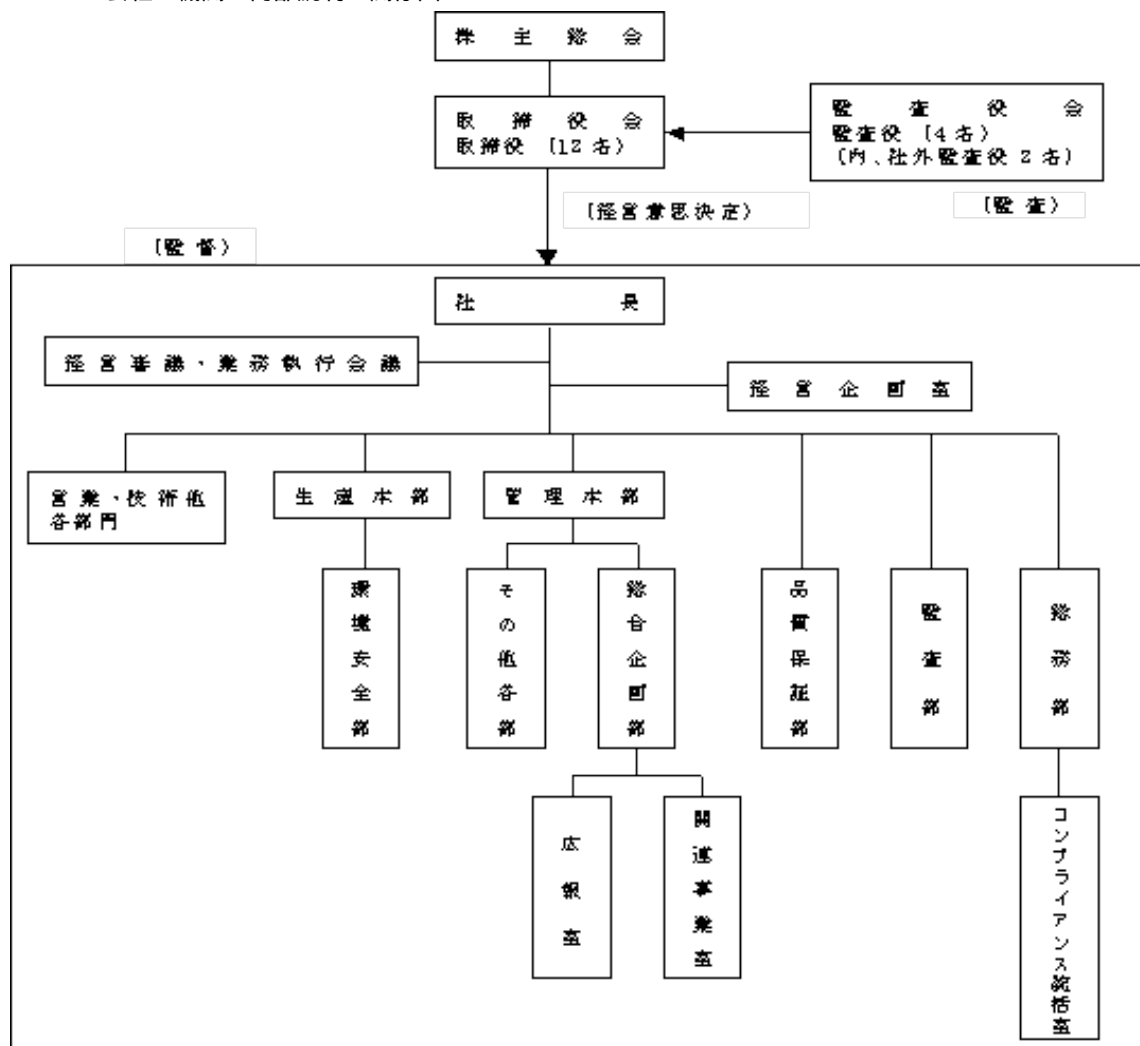 株主総会
取締役会
取締役(12名)
監査役会
監査役(4名)
(内、社外監査役2名)
(経営意思決定)
(監査)
(監督)
社長
経営審議・業務執行会議
経営企画室
営業・技術他
各部門
生産本部
管理本部
環境安全部
その他各部
総合企画部
品質保証部
監査部
総務部
広報室
関連事業室
コンプライアンス統括室